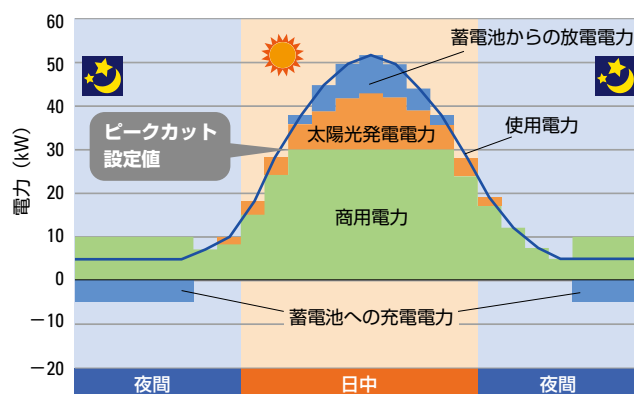 60
50
40
30
20
10
0
−10
−20
電力（kW）
蓄電池からの放電電力
ピークカット
設定値
太陽光発電電力
使用電力
商用電力
蓄電池への充電電力
夜間
日中
夜間